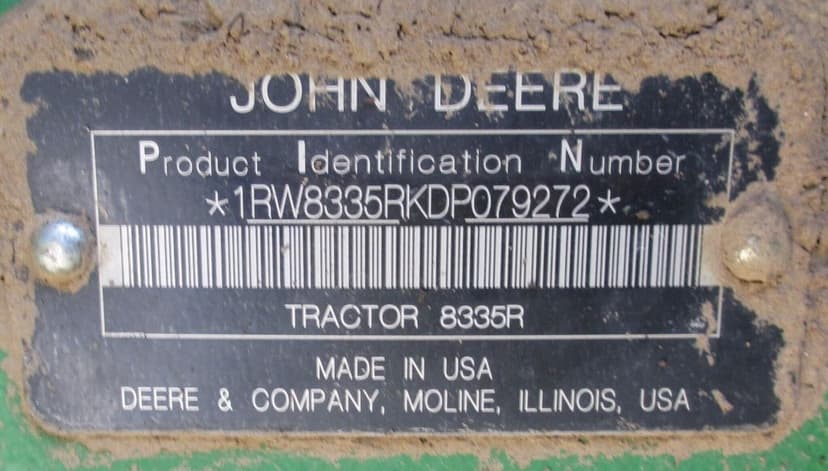 JOHN DEERE
Product Identification Number
*1RW8335RKDP079272*
TRACTOR 8335R
MADE IN USA
DEERE & COMPANY, MOLINE, ILLINOIS, USA